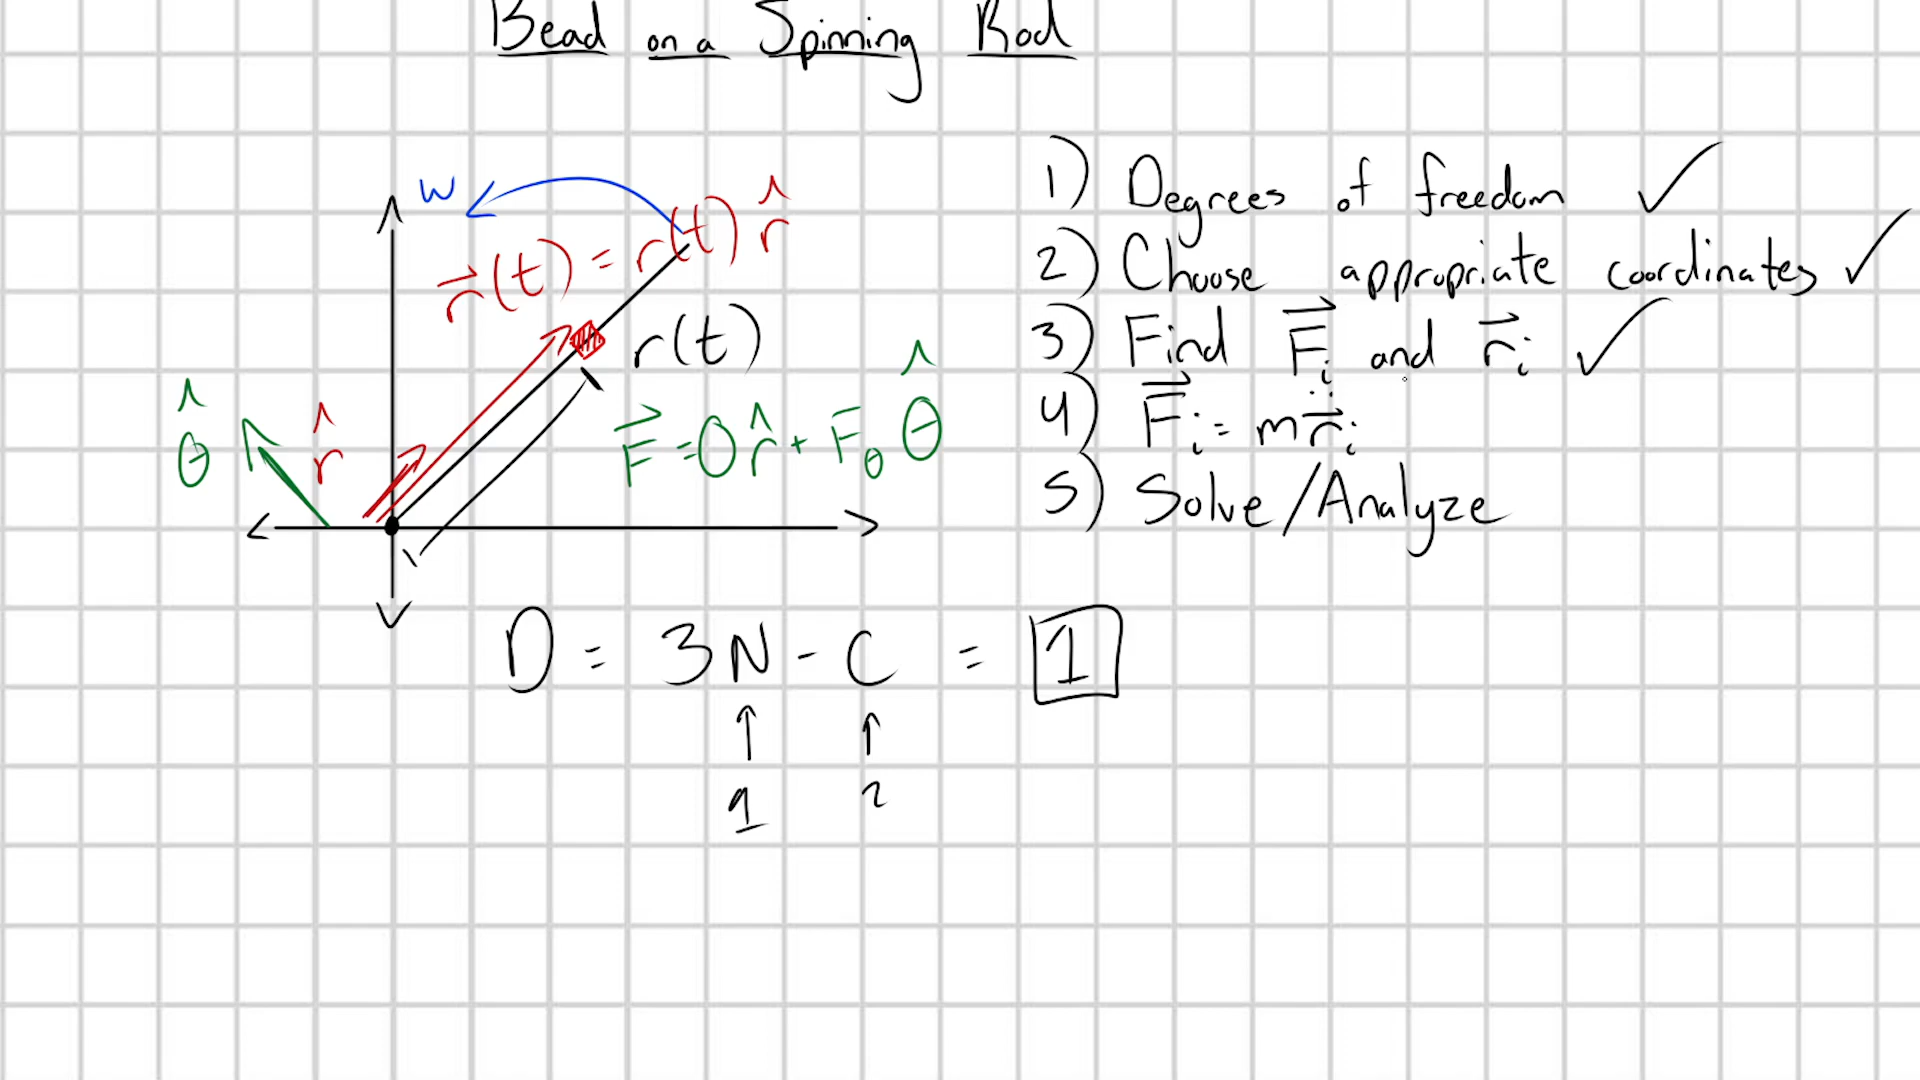 Bead on a Spinning Rod
w
r⃗(t) = r(t) r̂
r(t)
θ̂
r̂
F⃗ = 0 r̂ + F_θ θ̂
1) Degrees of freedom ✓
2) Choose appropriate coordinates ✓
3) Find F⃗_i and r⃗_i ✓
4) F⃗_i = m r⃗̈_i
5) Solve/Analyze
D = 3N - C = 1
↑ ↑
1 2